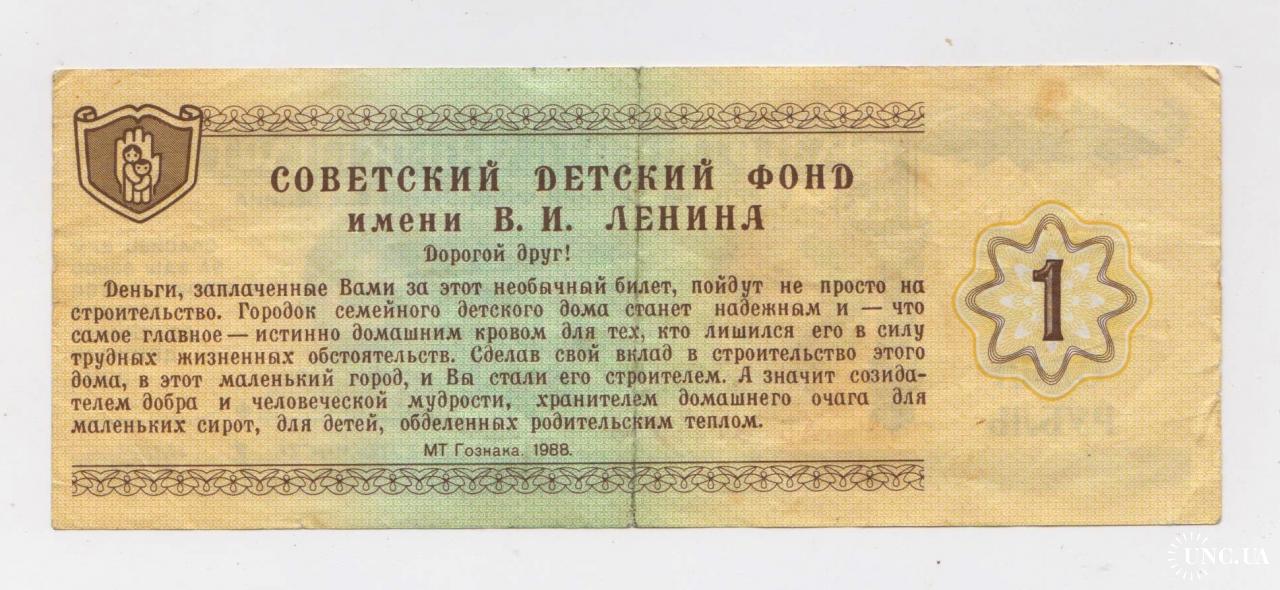 СОВЕТСКИЙ ДЕТСКИЙ ФОНД
имени В. И. ЛЕНИНА
Дорогой друг!
Деньги, заплаченные Вами за этот необычный билет, пойдут не просто на
строительство. Городок семейного детского дома станет надежным и — что
самое главное — истинно домашним кровом для тех, кто лишился его в силу
трудных жизненных обстоятельств. Сделав свой вклад в строительство этого
дома, в этот маленький город, и Вы стали его строителем. А значит созида-
телем добра и человеческой мудрости, хранителем домашнего очага для
маленьких сирот, для детей, обделенных родительским теплом.
МТ Гознака. 1988.
1
UNC.UA